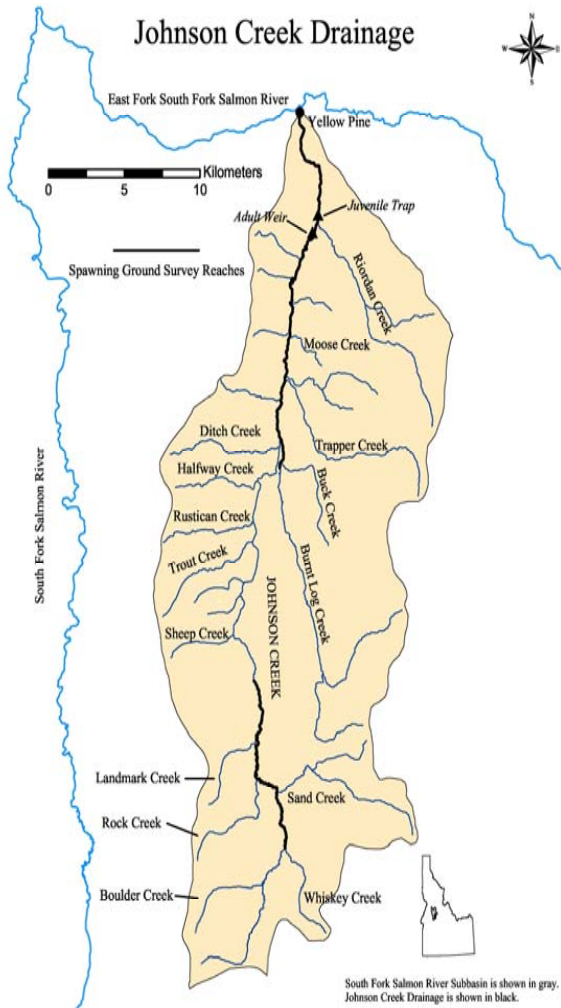 Johnson Creek Drainage
N
W
E
S
East Fork South Fork Salmon River
Yellow Pine
Kilometers
0 5 10
Juvenile Trap
Adult Weir
Spawning Ground Survey Reaches
Riordan Creek
Moose Creek
Ditch Creek
Trapper Creek
Halfway Creek
Buck Creek
Rustican Creek
Trout Creek
Burnt Log Creek
JOHNSON CREEK
South Fork Salmon River
Sheep Creek
Landmark Creek
Sand Creek
Rock Creek
Boulder Creek
Whiskey Creek
South Fork Salmon River Subbasin is shown in gray.
Johnson Creek Drainage is shown in black.